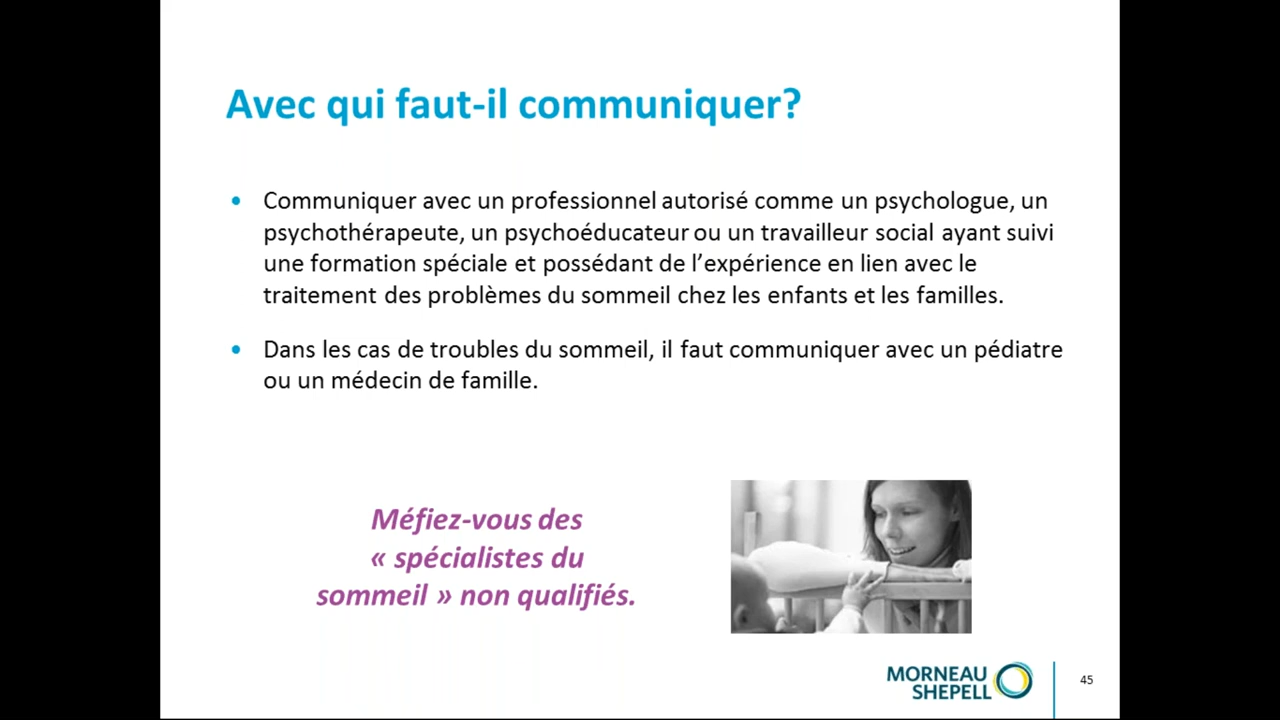 Avec qui faut-il communiquer?
• Communiquer avec un professionnel autorisé comme un psychologue, un
psychothérapeute, un psychoéducateur ou un travailleur social ayant suivi
une formation spéciale et possédant de l’expérience en lien avec le
traitement des problèmes du sommeil chez les enfants et les familles.
• Dans les cas de troubles du sommeil, il faut communiquer avec un pédiatre
ou un médecin de famille.
Méfiez-vous des
« spécialistes du
sommeil » non qualifiés.
MORNEAU
SHEPELL
45